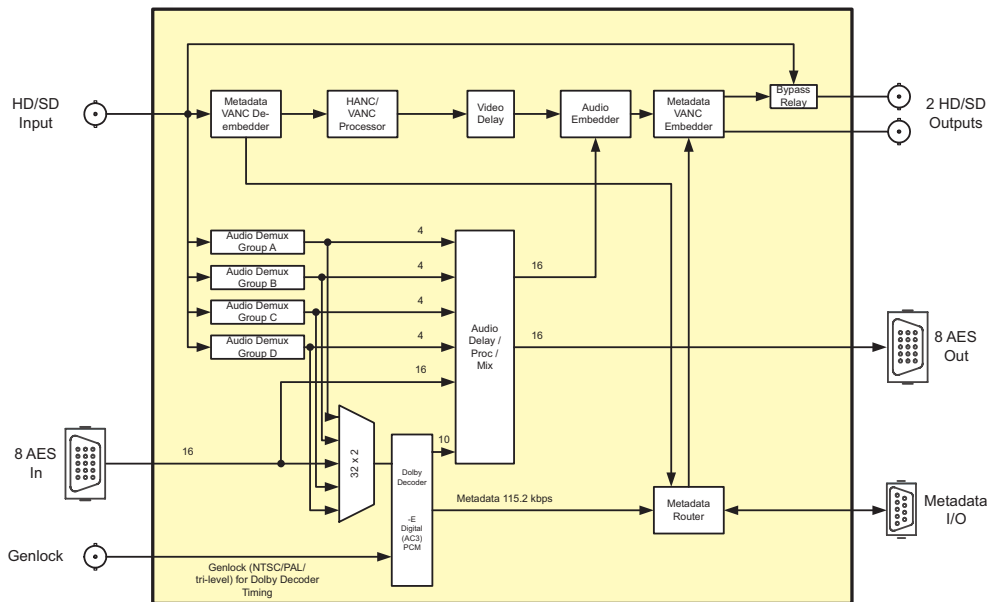 HD/SD
Input
Metadata
VANC De-
embedder
HANC/
VANC
Processor
Video
Delay
Audio
Embedder
Metadata
VANC
Embedder
Bypass
Relay
2 HD/SD
Outputs
Audio Demux
Group A
4
Audio Demux
Group B
4
16
Audio Demux
Group C
4
Audio Demux
Group D
4
16
Audio
Delay /
Proc /
Mix
16
8 AES
Out
8 AES
In
16
32 x 2
10
Dolby
Decoder
-E
Digital
(AC3)
PCM
Metadata 115.2 kbps
Metadata
Router
Metadata
I/O
Genlock
Genlock (NTSC/PAL/
tri-level) for Dolby Decoder
Timing